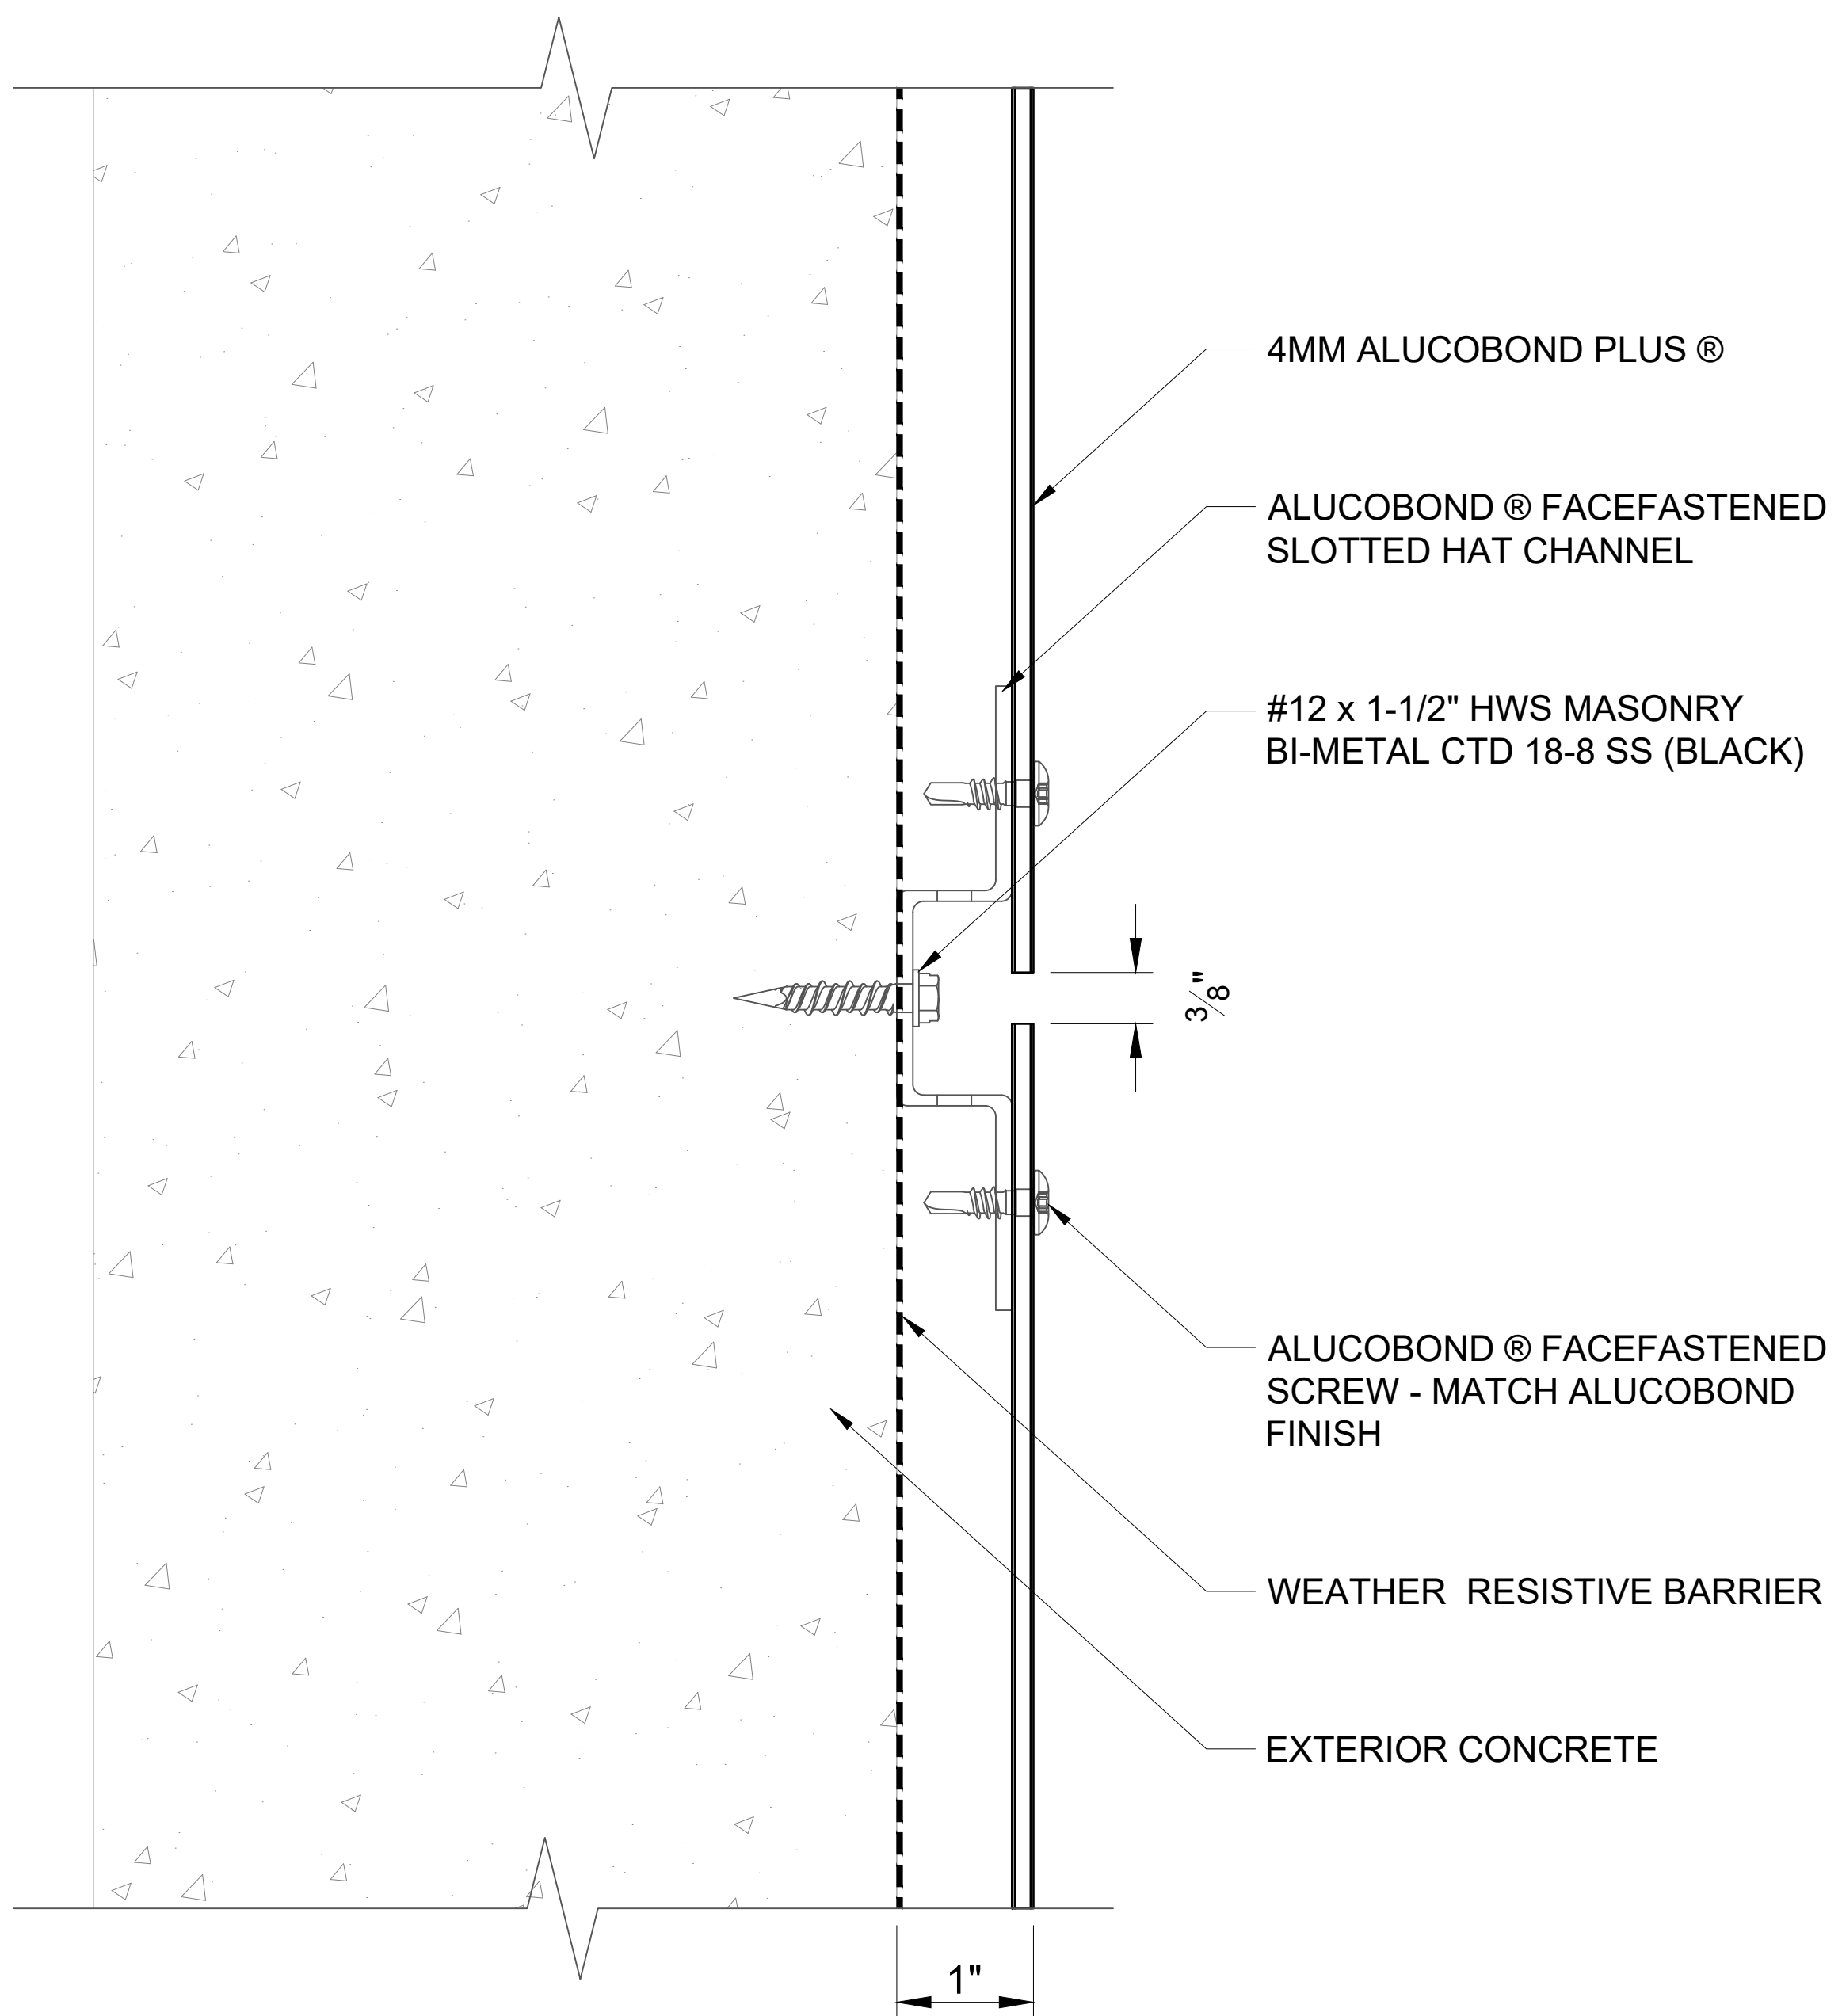 4MM ALUCOBOND PLUS ®
ALUCOBOND ® FACEFASTENED
SLOTTED HAT CHANNEL
#12 x 1-1/2" HWS MASONRY
BI-METAL CTD 18-8 SS (BLACK)
3/8"
ALUCOBOND ® FACEFASTENED
SCREW - MATCH ALUCOBOND
FINISH
WEATHER  RESISTIVE BARRIER
EXTERIOR CONCRETE
1"